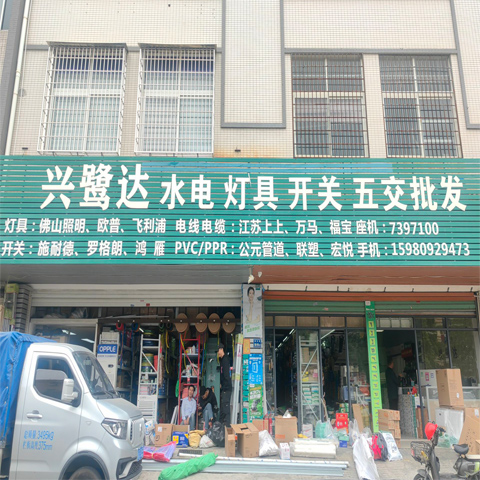 兴鹭达 水电 灯具 开关 五交批发
灯具：佛山照明、欧普、飞利浦 电线电缆：江苏上上、万马、福宝 座机：7397100
开关：施耐德、罗格朗、鸿雁 PVC/PPR：公元管道、联塑、宏悦 手机：15980929473
OPPLE